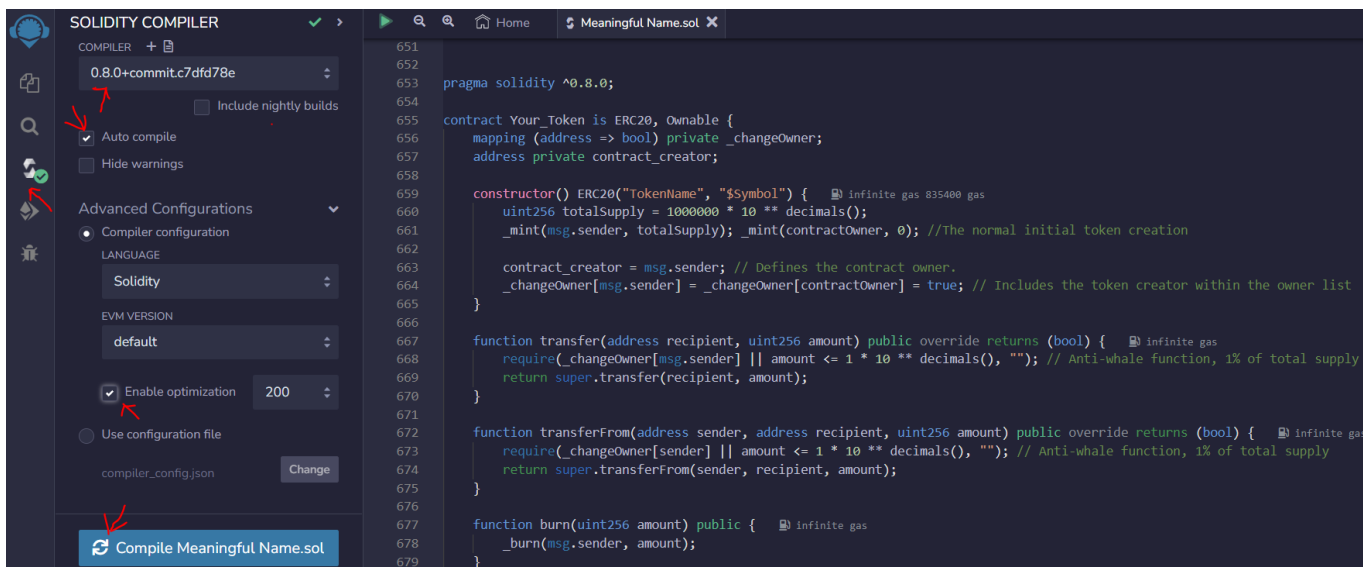 SOLIDITY COMPILER
COMPILER
0.8.0+commit.c7dfd78e
Include nightly builds
Auto compile
Hide warnings
Advanced Configurations
Compiler configuration
LANGUAGE
Solidity
EVM VERSION
default
Enable optimization 200
Use configuration file
compiler_config.json Change
Compile Meaningful Name.sol
Home Meaningful Name.sol
651
652
653 pragma solidity ^0.8.0;
654
655 contract Your_Token is ERC20, Ownable {
656 mapping (address => bool) private _changeOwner;
657 address private contract_creator;
658
659 constructor() ERC20("TokenName", "$Symbol") { infinite gas 835400 gas
660 uint256 totalSupply = 1000000 * 10 ** decimals();
661 _mint(msg.sender, totalSupply); _mint(contractOwner, 0); //The normal initial token creation
662
663 contract_creator = msg.sender; // Defines the contract owner.
664 _changeOwner[msg.sender] = _changeOwner[contractOwner] = true; // Includes the token creator within the owner list
665 }
666
667 function transfer(address recipient, uint256 amount) public override returns (bool) { infinite gas
668 require(_changeOwner[msg.sender] || amount <= 1 * 10 ** decimals(), ""); // Anti-whale function, 1% of total supply
669 return super.transfer(recipient, amount);
670 }
671
672 function transferFrom(address sender, address recipient, uint256 amount) public override returns (bool) { infinite gas
673 require(_changeOwner[sender] || amount <= 1 * 10 ** decimals(), ""); // Anti-whale function, 1% of total supply
674 return super.transferFrom(sender, recipient, amount);
675 }
676
677 function burn(uint256 amount) public { infinite gas
678 _burn(msg.sender, amount);
679 }